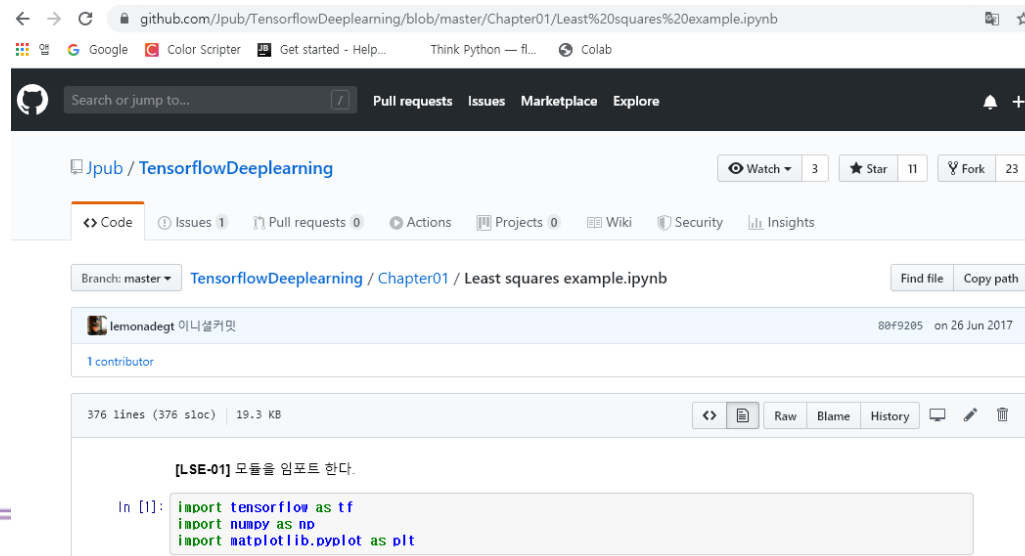 github.com/Jpub/TensorflowDeeplearning/blob/master/Chapter01/Least%20squares%20example.ipynb
앱 Google Color Scripter Get started - Help... Think Python — fl... Colab
Search or jump to... / Pull requests Issues Marketplace Explore
Jpub / TensorflowDeeplearning Watch 3 Star 11 Fork 23
Code Issues 1 Pull requests 0 Actions Projects 0 Wiki Security Insights
Branch: master TensorflowDeeplearning / Chapter01 / Least squares example.ipynb Find file Copy path
lemonadegt 이니셜커밋 80f9205 on 26 Jun 2017
1 contributor
376 lines (376 sloc) 19.3 KB <> Raw Blame History
[LSE-01] 모듈을 임포트 한다.
In [1]: import tensorflow as tf
import numpy as np
import matplotlib.pyplot as plt